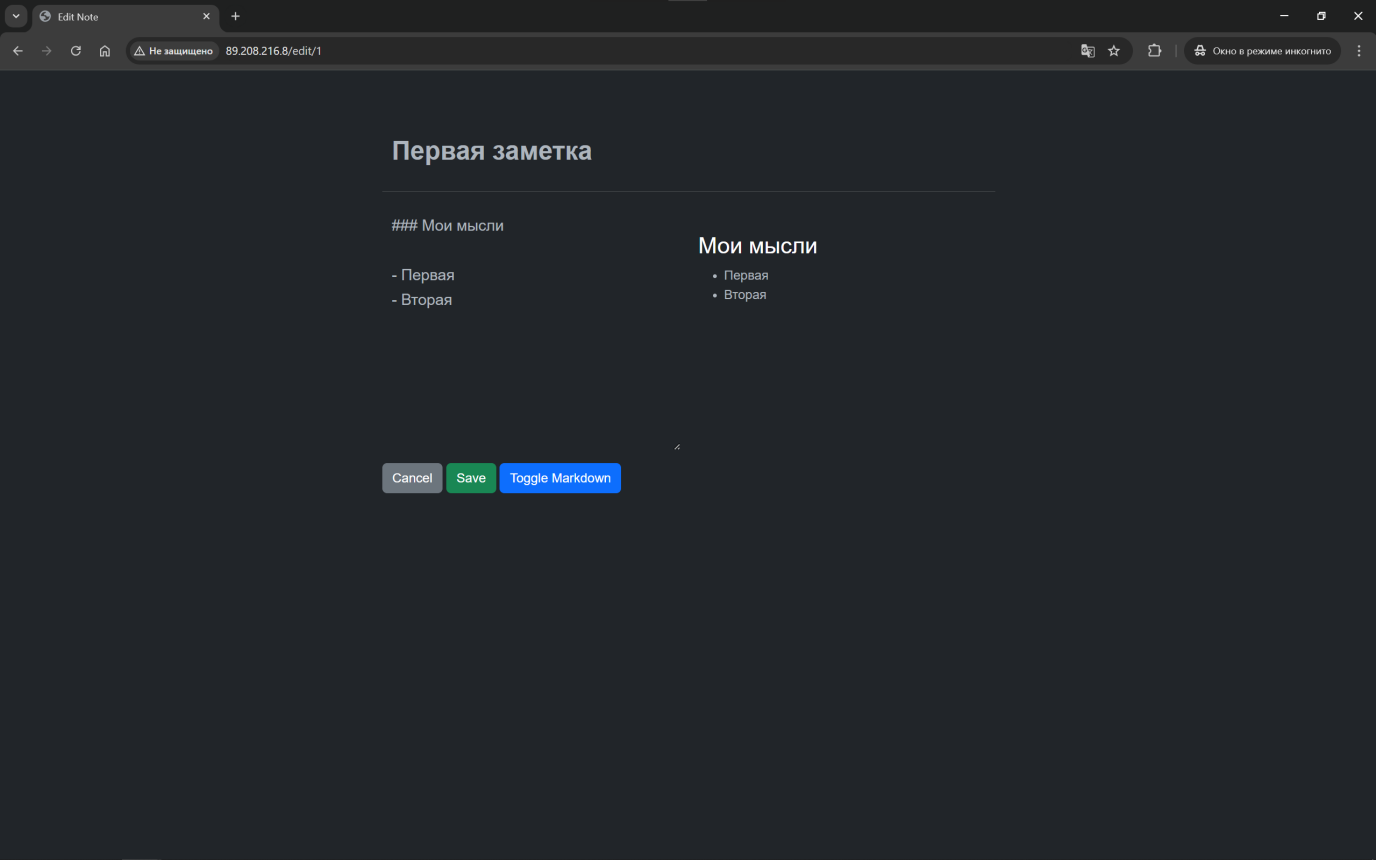 Edit Note
Не защищено 89.208.216.8/edit/1 Окно в режиме инкогнито
Первая заметка
### Мои мысли
- Первая
- Вторая
Мои мысли
• Первая
• Вторая
Cancel Save Toggle Markdown